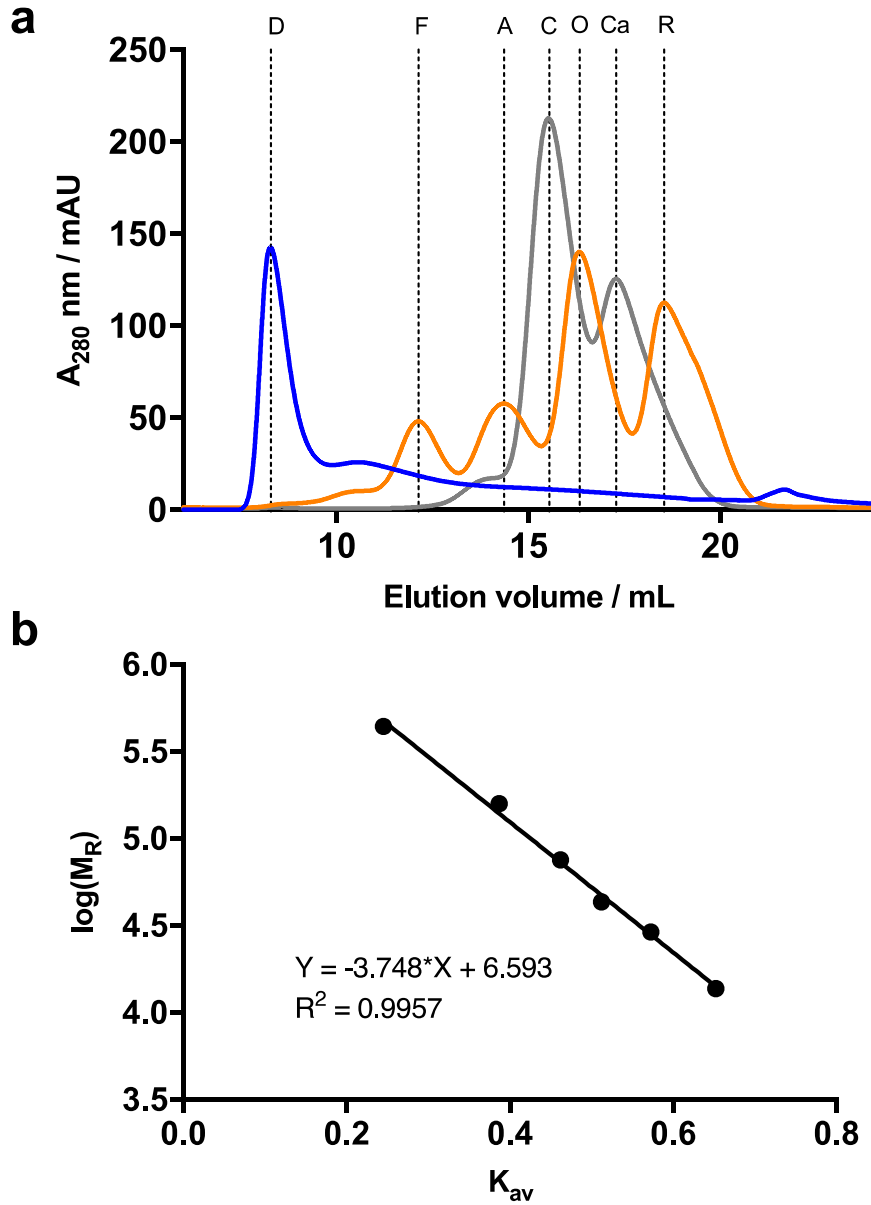 a
D F A C O Ca R
250
200
150
100
50
0
A280 nm / mAU
10 15 20
Elution volume / mL
b
6.0
5.5
5.0
4.5
4.0
3.5
log(MR)
Y = -3.748*X + 6.593
R2 = 0.9957
0.0 0.2 0.4 0.6 0.8
Kav